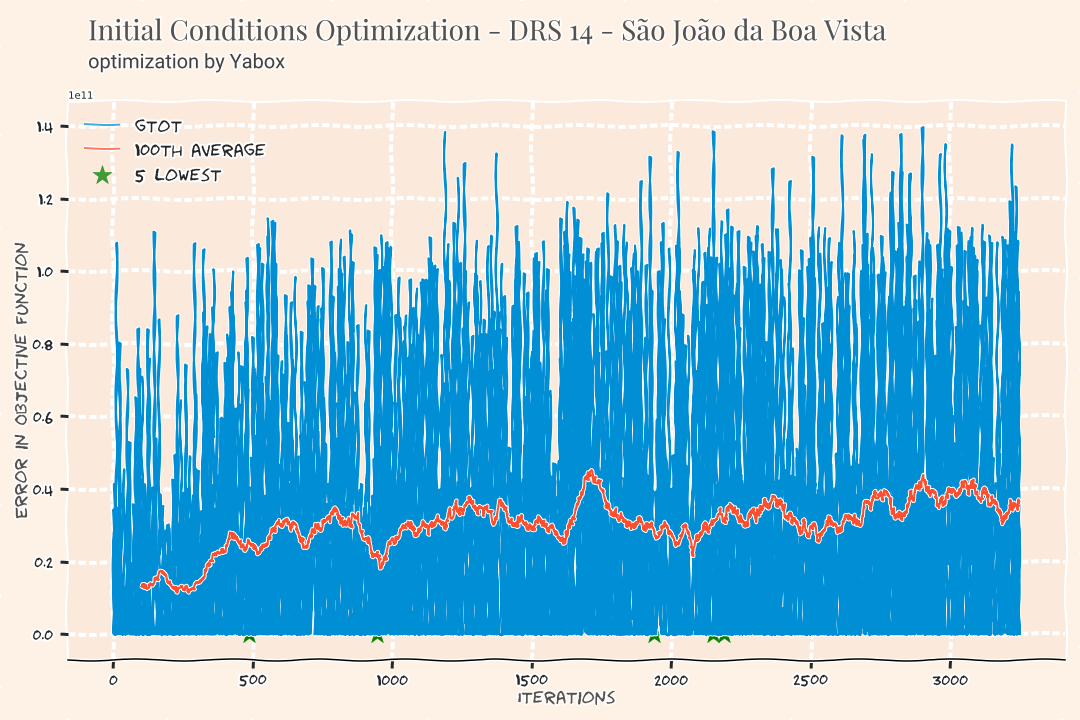 Initial Conditions Optimization - DRS 14 - São João da Boa Vista
optimization by Yabox
1e11
GTOT
100TH AVERAGE
5 LOWEST
1.4
1.2
1.0
0.8
0.6
0.4
0.2
0.0
ERROR IN OBJECTIVE FUNCTION
0 500 1000 1500 2000 2500 3000
ITERATIONS